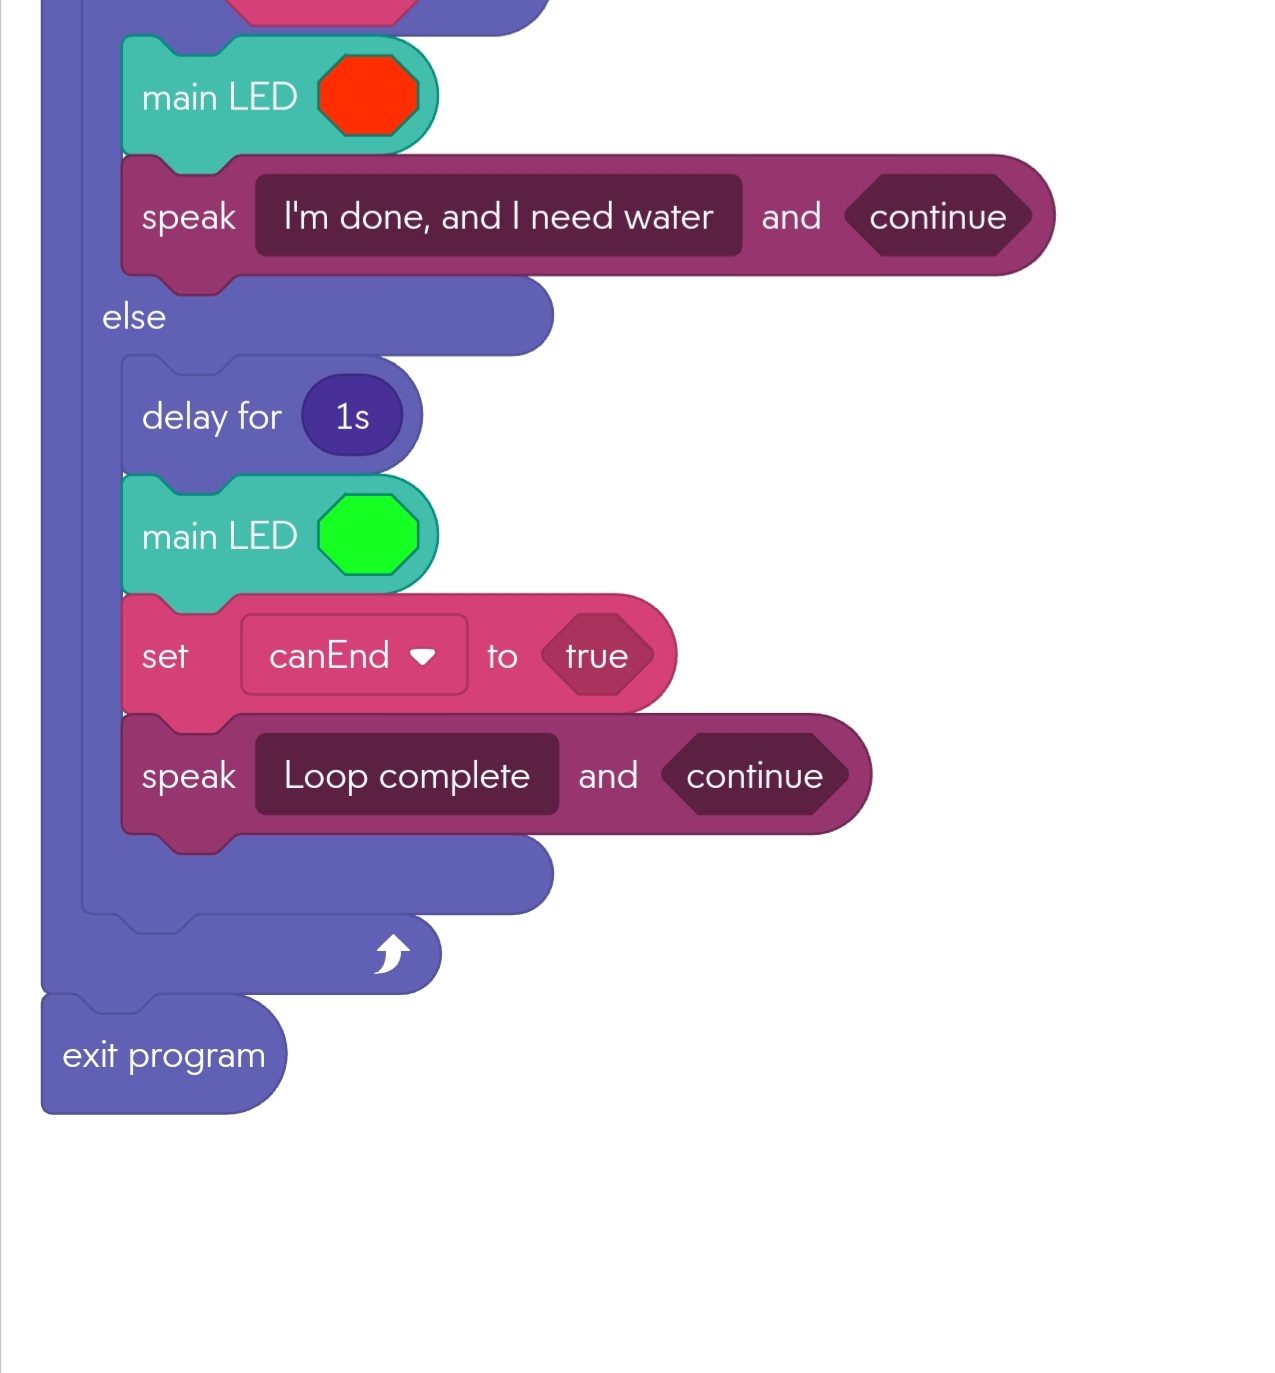 main LED
speak I'm done, and I need water and continue
else
delay for 1s
main LED
set canEnd to true
speak Loop complete and continue
exit program